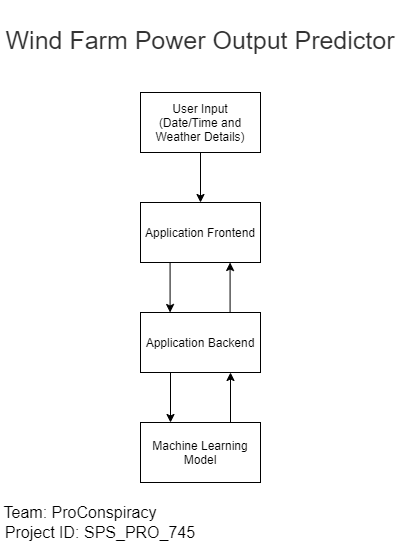 Wind Farm Power Output Predictor
User Input
(Date/Time and
Weather Details)
Application Frontend
Application Backend
Machine Learning
Model
Team: ProConspiracy
Project ID: SPS_PRO_745